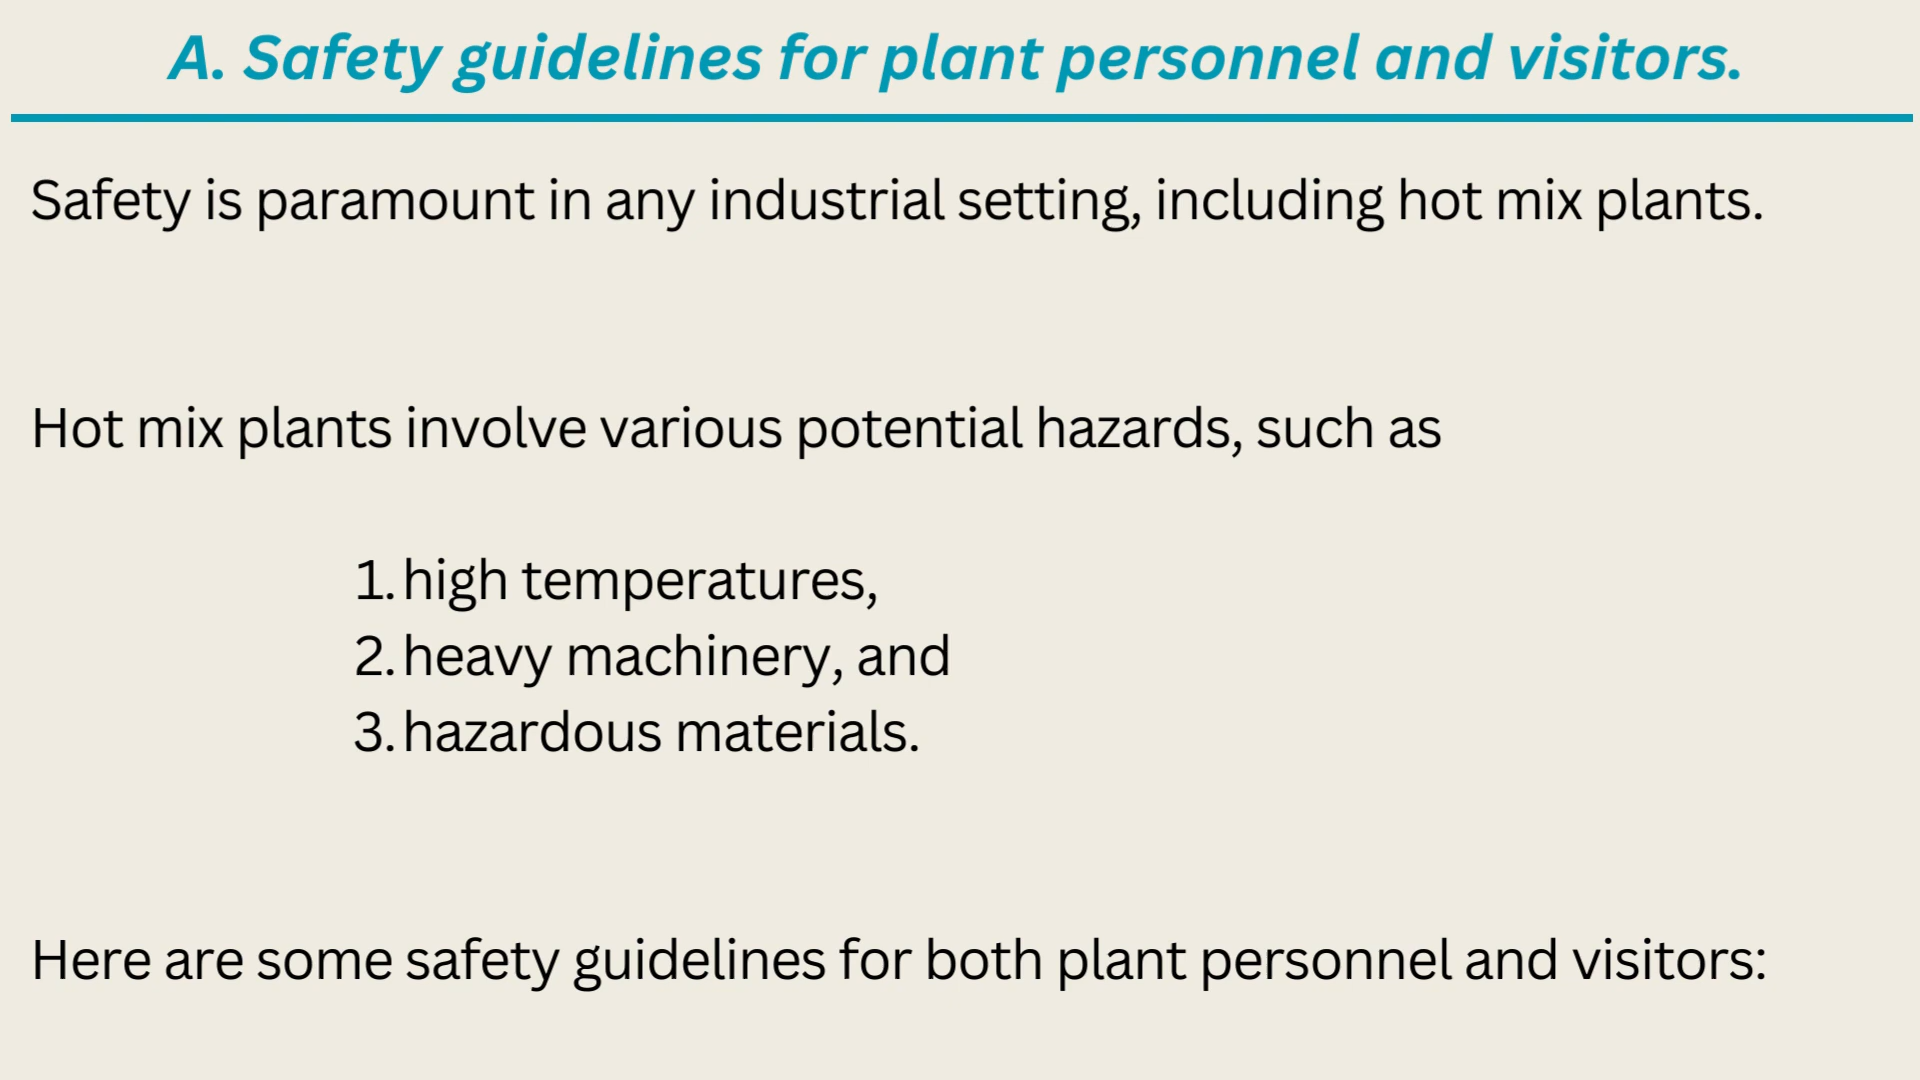 A. Safety guidelines for plant personnel and visitors.
Safety is paramount in any industrial setting, including hot mix plants.
Hot mix plants involve various potential hazards, such as
1. high temperatures,
2. heavy machinery, and
3. hazardous materials.
Here are some safety guidelines for both plant personnel and visitors: